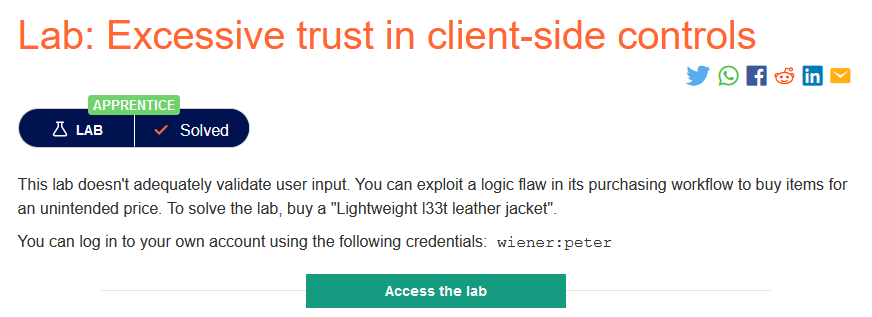 Lab: Excessive trust in client-side controls
APPRENTICE
LAB
Solved
This lab doesn't adequately validate user input. You can exploit a logic flaw in its purchasing workflow to buy items for
an unintended price. To solve the lab, buy a "Lightweight l33t leather jacket".
You can log in to your own account using the following credentials: wiener:peter
Access the lab